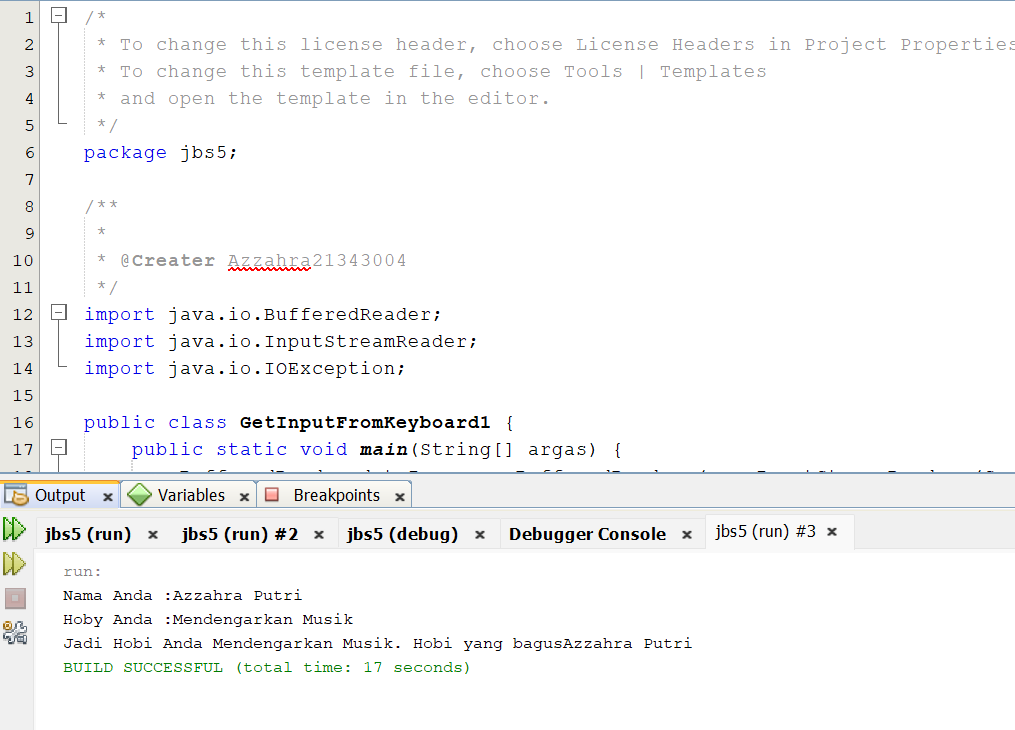 1 /*
2 * To change this license header, choose License Headers in Project Properties
3 * To change this template file, choose Tools | Templates
4 * and open the template in the editor.
5 */
6 package jbs5;
7
8 /**
9 *
10 * @Creater Azzahra21343004
11 */
12 import java.io.BufferedReader;
13 import java.io.InputStreamReader;
14 import java.io.IOException;
15
16 public class GetInputFromKeyboard1 {
17 public static void main(String[] argas) {
Output × Variables × Breakpoints ×
jbs5 (run) × jbs5 (run) #2 × jbs5 (debug) × Debugger Console × jbs5 (run) #3 ×
run:
Nama Anda :Azzahra Putri
Hoby Anda :Mendengarkan Musik
Jadi Hobi Anda Mendengarkan Musik. Hobi yang bagusAzzahra Putri
BUILD SUCCESSFUL (total time: 17 seconds)